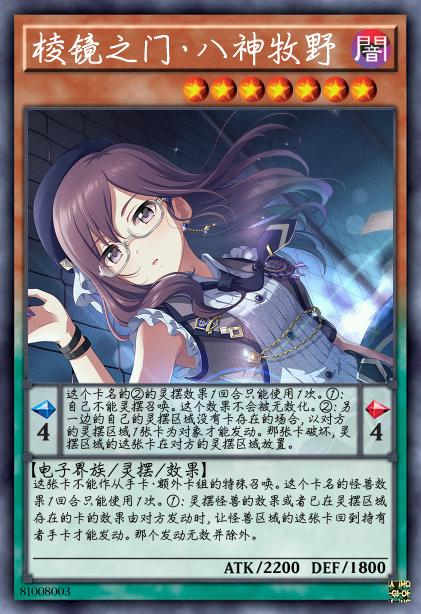 棱镜之门·八神牧野
闇
这个卡名的②的灵摆效果1回合只能使用1次。①:
自己不能灵摆召唤。这个效果不会被无效化。②:另
一边的自己的灵摆区域没有卡存在的场合,以对方
的灵摆区域1张卡为对象才能发动。那张卡破坏,灵
摆区域的这张卡在对方的灵摆区域放置。
4
4
【电子界族/灵摆/效果】
这张卡不能作从手卡·额外卡组的特殊召唤。这个卡名的怪兽效
果1回合只能使用1次。①:灵摆怪兽的效果或者已在灵摆区域
存在的卡的效果由对方发动时,让怪兽区域的这张卡回到持有
者手卡才能发动。那个发动无效并除外。
ATK/2200 DEF/1800
81008003